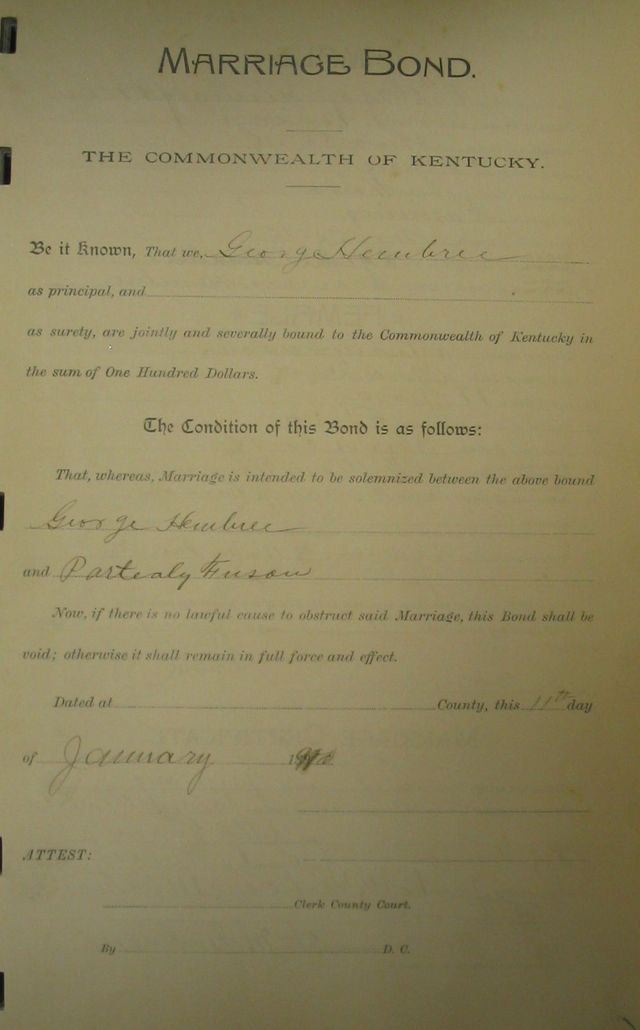 MARRIAGE BOND.
THE COMMONWEALTH OF KENTUCKY.
Be it Known, That we, George Hembree
as principal, and
as surety, are jointly and severally bound to the Commonwealth of Kentucky in
the sum of One Hundred Dollars.
The Condition of this Bond is as follows:
That, whereas, Marriage is intended to be solemnized between the above bound
George Hembree
and Partealy Fuson
Now, if there is no lawful cause to obstruct said Marriage, this Bond shall be
void; otherwise it shall remain in full force and effect.
Dated at County, this 11th day
of January
ATTEST:
Clerk County Court.
By D. C.